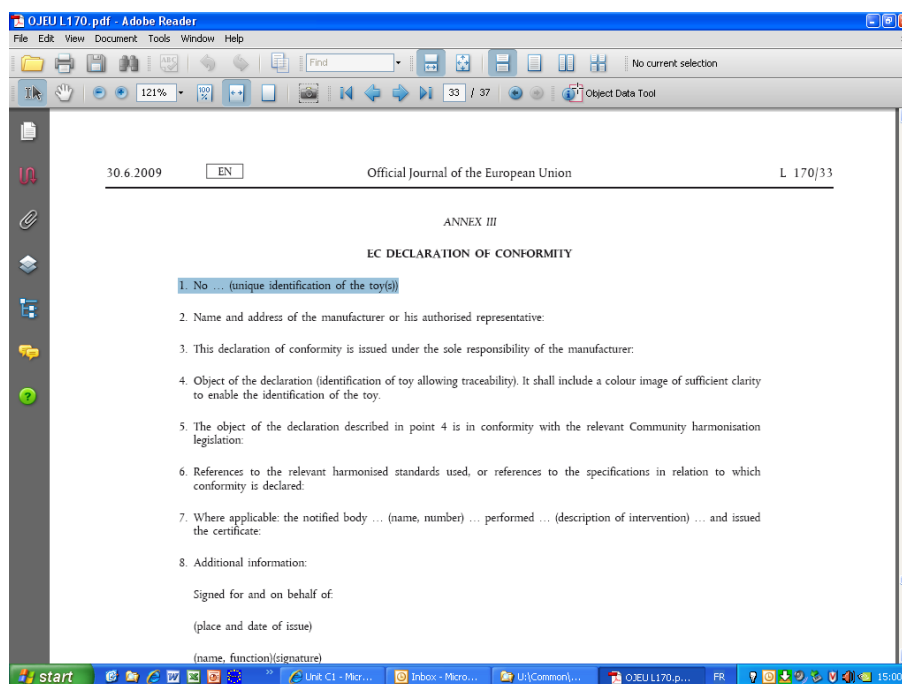 OJEU L170.pdf - Adobe Reader
File Edit View Document Tools Window Help
Find
No current selection
121%
33 / 37
Object Data Tool
30.6.2009 EN Official Journal of the European Union L 170/33
ANNEX III
EC DECLARATION OF CONFORMITY
1. No … (unique identification of the toy(s))
2. Name and address of the manufacturer or his authorised representative:
3. This declaration of conformity is issued under the sole responsibility of the manufacturer:
4. Object of the declaration (identification of toy allowing traceability). It shall include a colour image of sufficient clarity
to enable the identification of the toy.
5. The object of the declaration described in point 4 is in conformity with the relevant Community harmonisation
legislation:
6. References to the relevant harmonised standards used, or references to the specifications in relation to which
conformity is declared:
7. Where applicable: the notified body … (name, number) … performed … (description of intervention) … and issued
the certificate:
8. Additional information:
Signed for and on behalf of:
(place and date of issue)
(name, function)(signature)
start Unit C1 - Micr... Inbox - Micro... U:\Common\... OJEU L170.p... FR 15:00